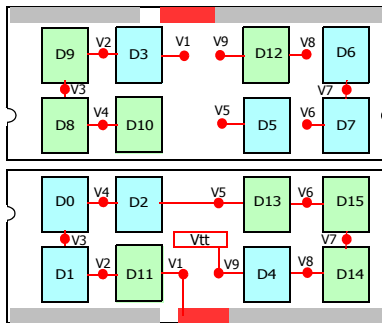 V2 V1 V9 V8
D9 D3 D12 D6
V3 V7
V4 V5 V6
D8 D10 D5 D7
V4 V5 V6
D0 D2 D13 D15
V3 Vtt V7
V2 V1 V9 V8
D1 D11 D4 D14